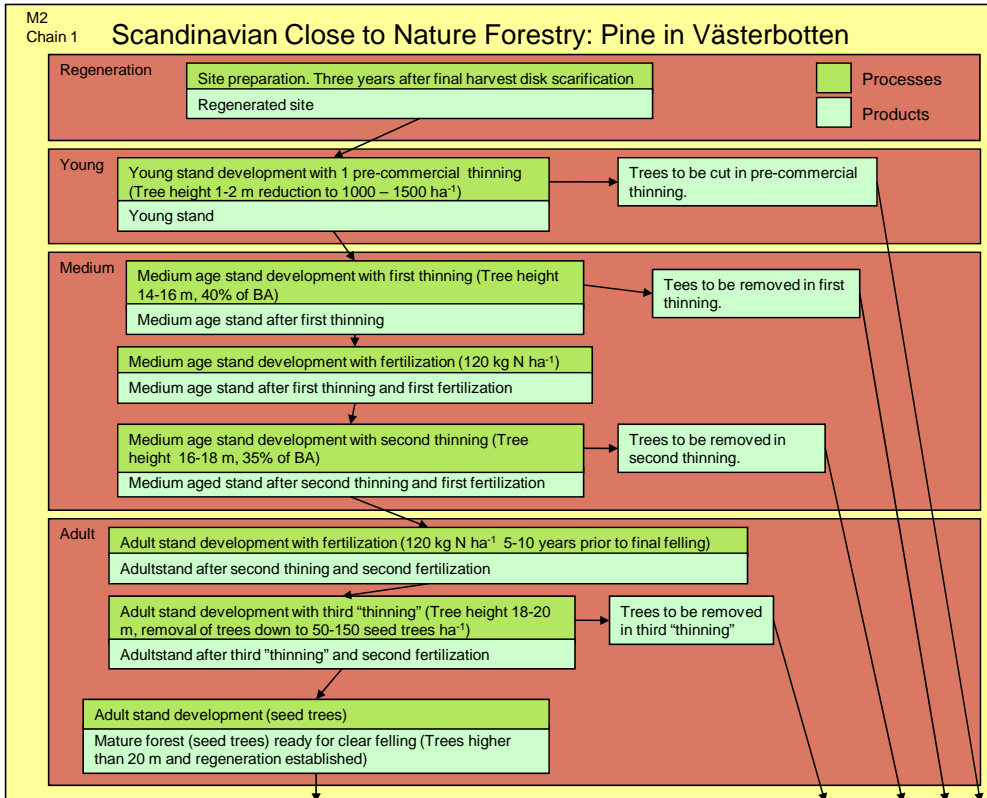 M2
Chain 1
Scandinavian Close to Nature Forestry: Pine in Västerbotten
Regeneration
Site preparation. Three years after final harvest disk scarification
Regenerated site
Processes
Products
Young
Young stand development with 1 pre-commercial thinning
(Tree height 1-2 m reduction to 1000 – 1500 ha⁻¹)
Young stand
Trees to be cut in pre-commercial
thinning.
Medium
Medium age stand development with first thinning (Tree height
14-16 m, 40% of BA)
Medium age stand after first thinning
Tees to be removed in first
thinning.
Medium age stand development with fertilization (120 kg N ha⁻¹)
Medium age stand after first thinning and first fertilization
Medium age stand development with second thinning (Tree
height  16-18 m, 35% of BA)
Medium aged stand after second thinning and first fertilization
Trees to be removed in
second thinning.
Adult
Adult stand development with fertilization (120 kg N ha⁻¹  5-10 years prior to final felling)
Adultstand after second thining and second fertilization
Adult stand development with third “thinning” (Tree height 18-20
m, removal of trees down to 50-150 seed trees ha⁻¹)
Adultstand after third ”thinning” and second fertilization
Trees to be removed
in third “thinning”
Adult stand development (seed trees)
Mature forest (seed trees) ready for clear felling (Trees higher
than 20 m and regeneration established)